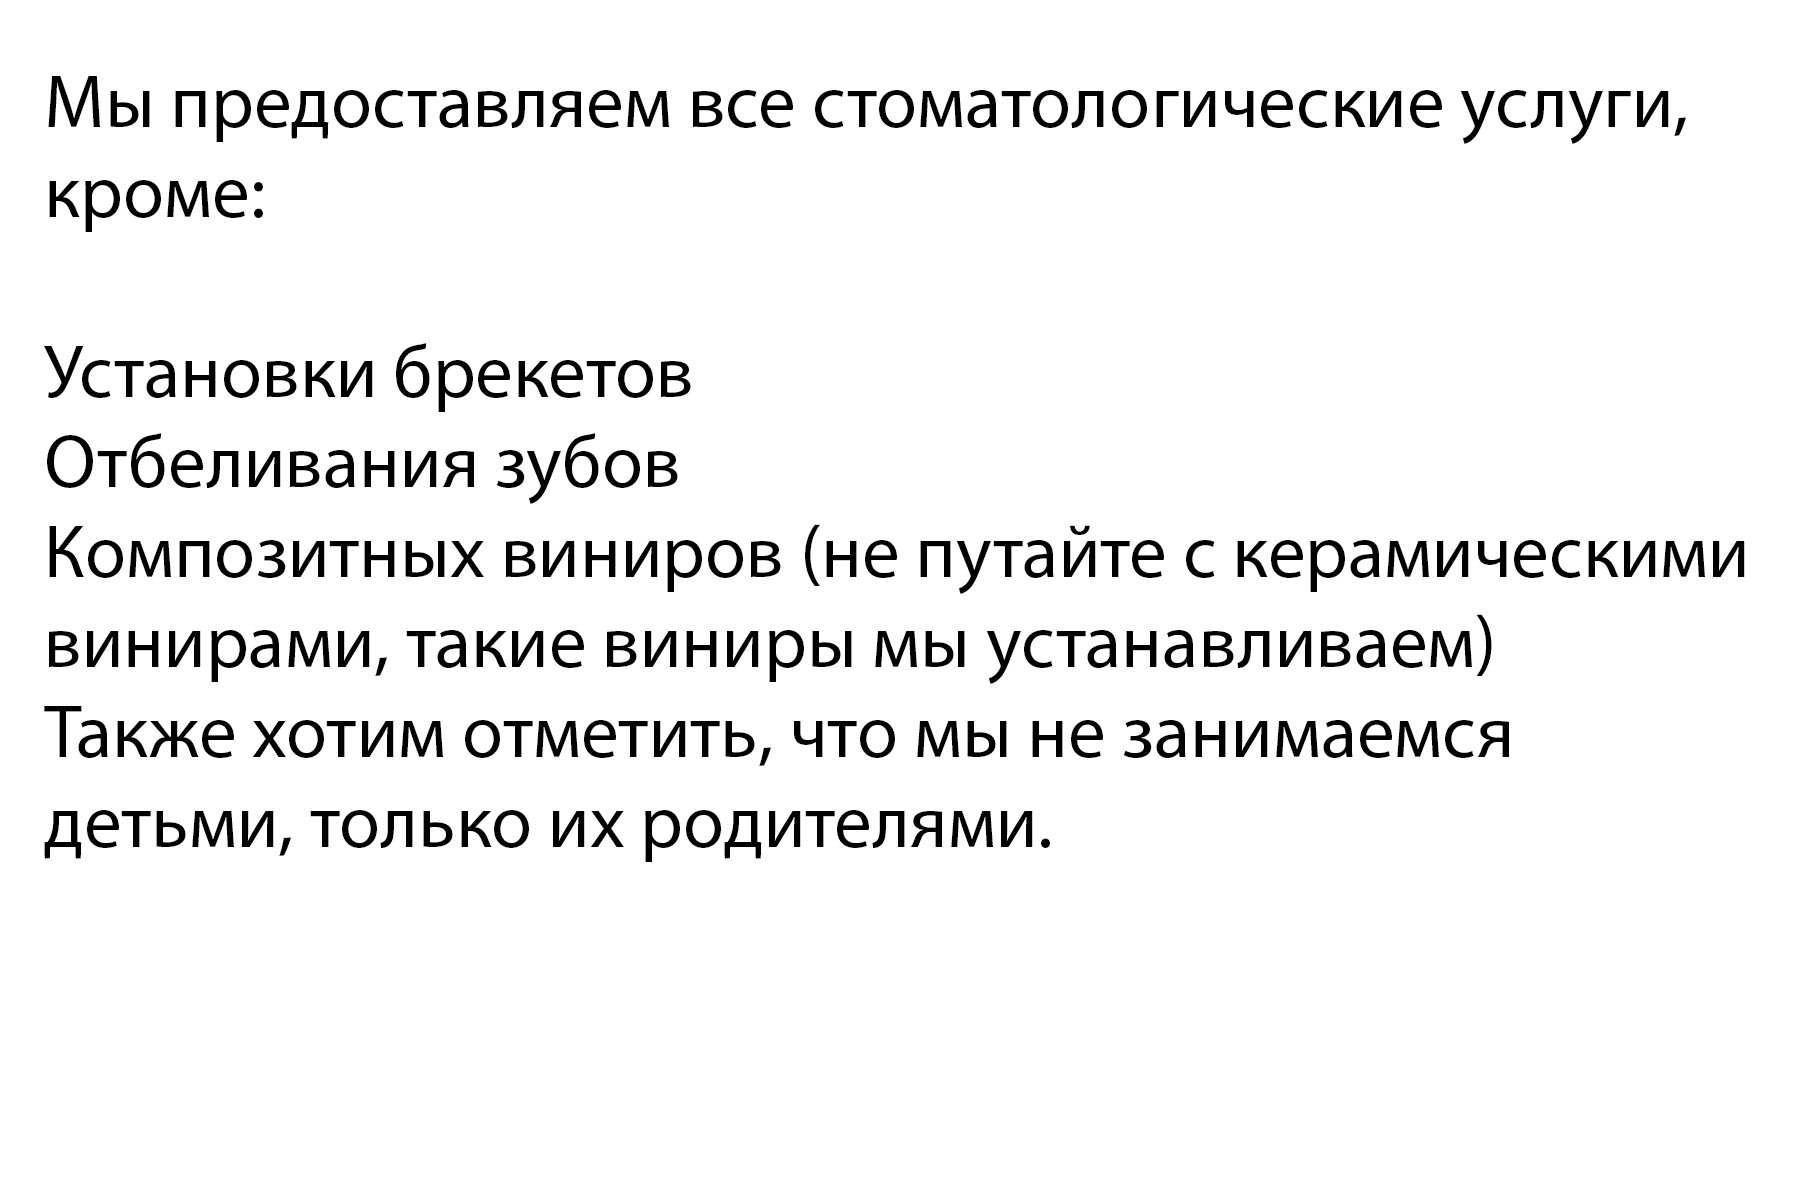 Мы предоставляем все стоматологические услуги,
кроме:
Установки брекетов
Отбеливания зубов
Композитных виниров (не путайте с керамическими
винирами, такие виниры мы устанавливаем)
Также хотим отметить, что мы не занимаемся
детьми, только их родителями.